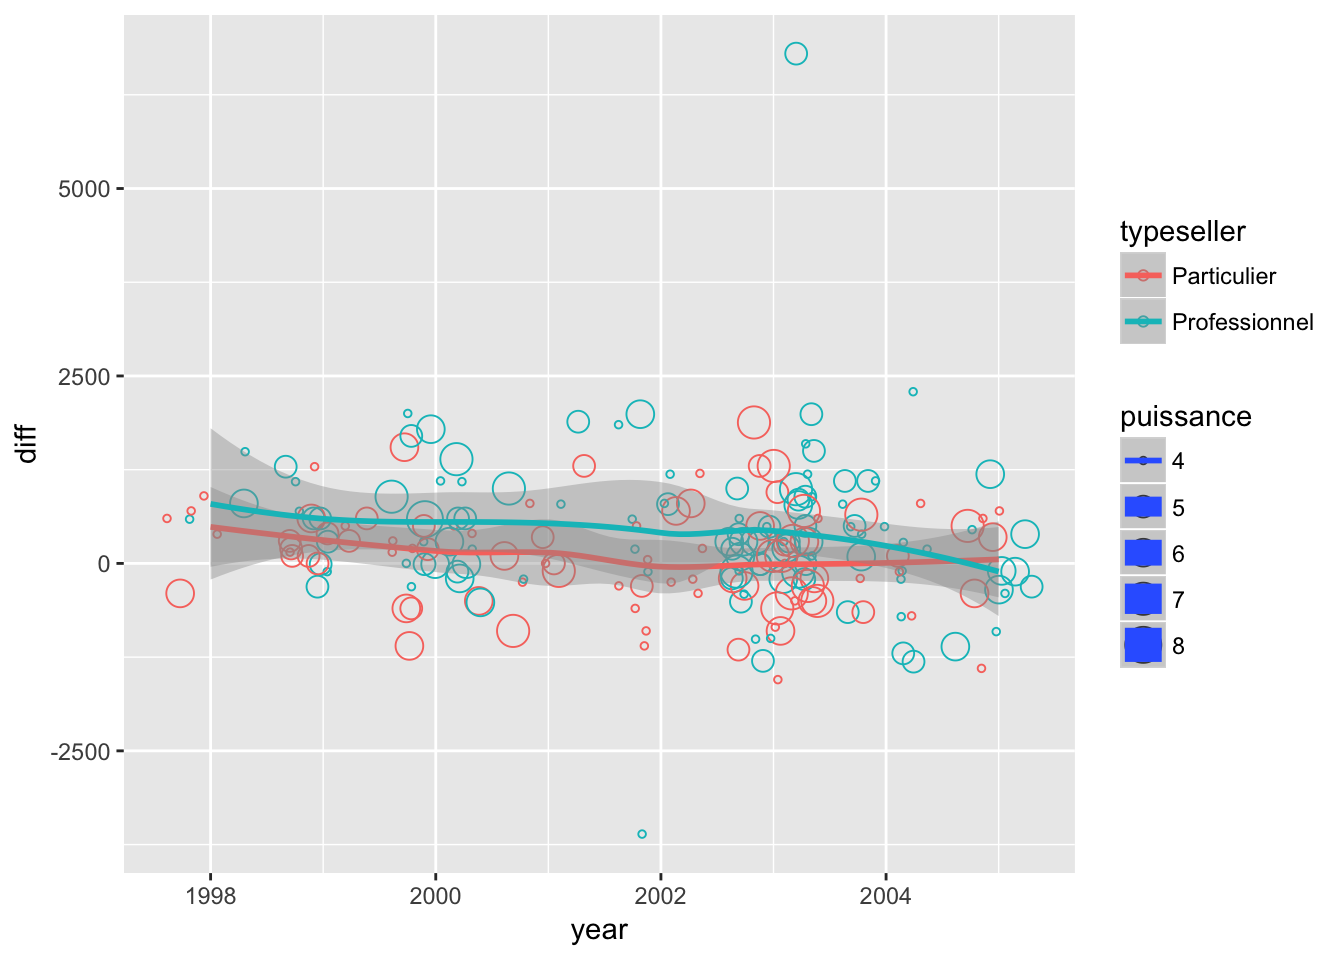 diff
5000
2500
0
-2500
1998
2000
2002
2004
year
typeseller
Particulier
Professionnel
puissance
4
5
6
7
8